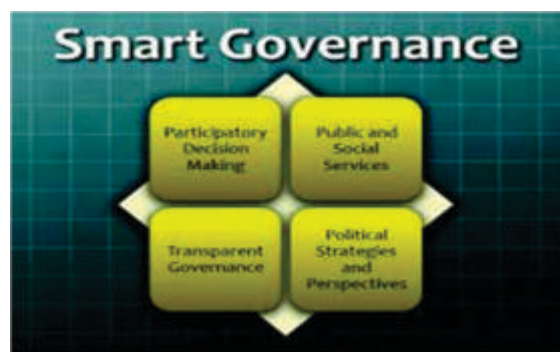 Smart Governance
Participatory
Decision
Making
Public and
Social
Services
Transparent
Governance
Political
Strategies
and
Perspectives